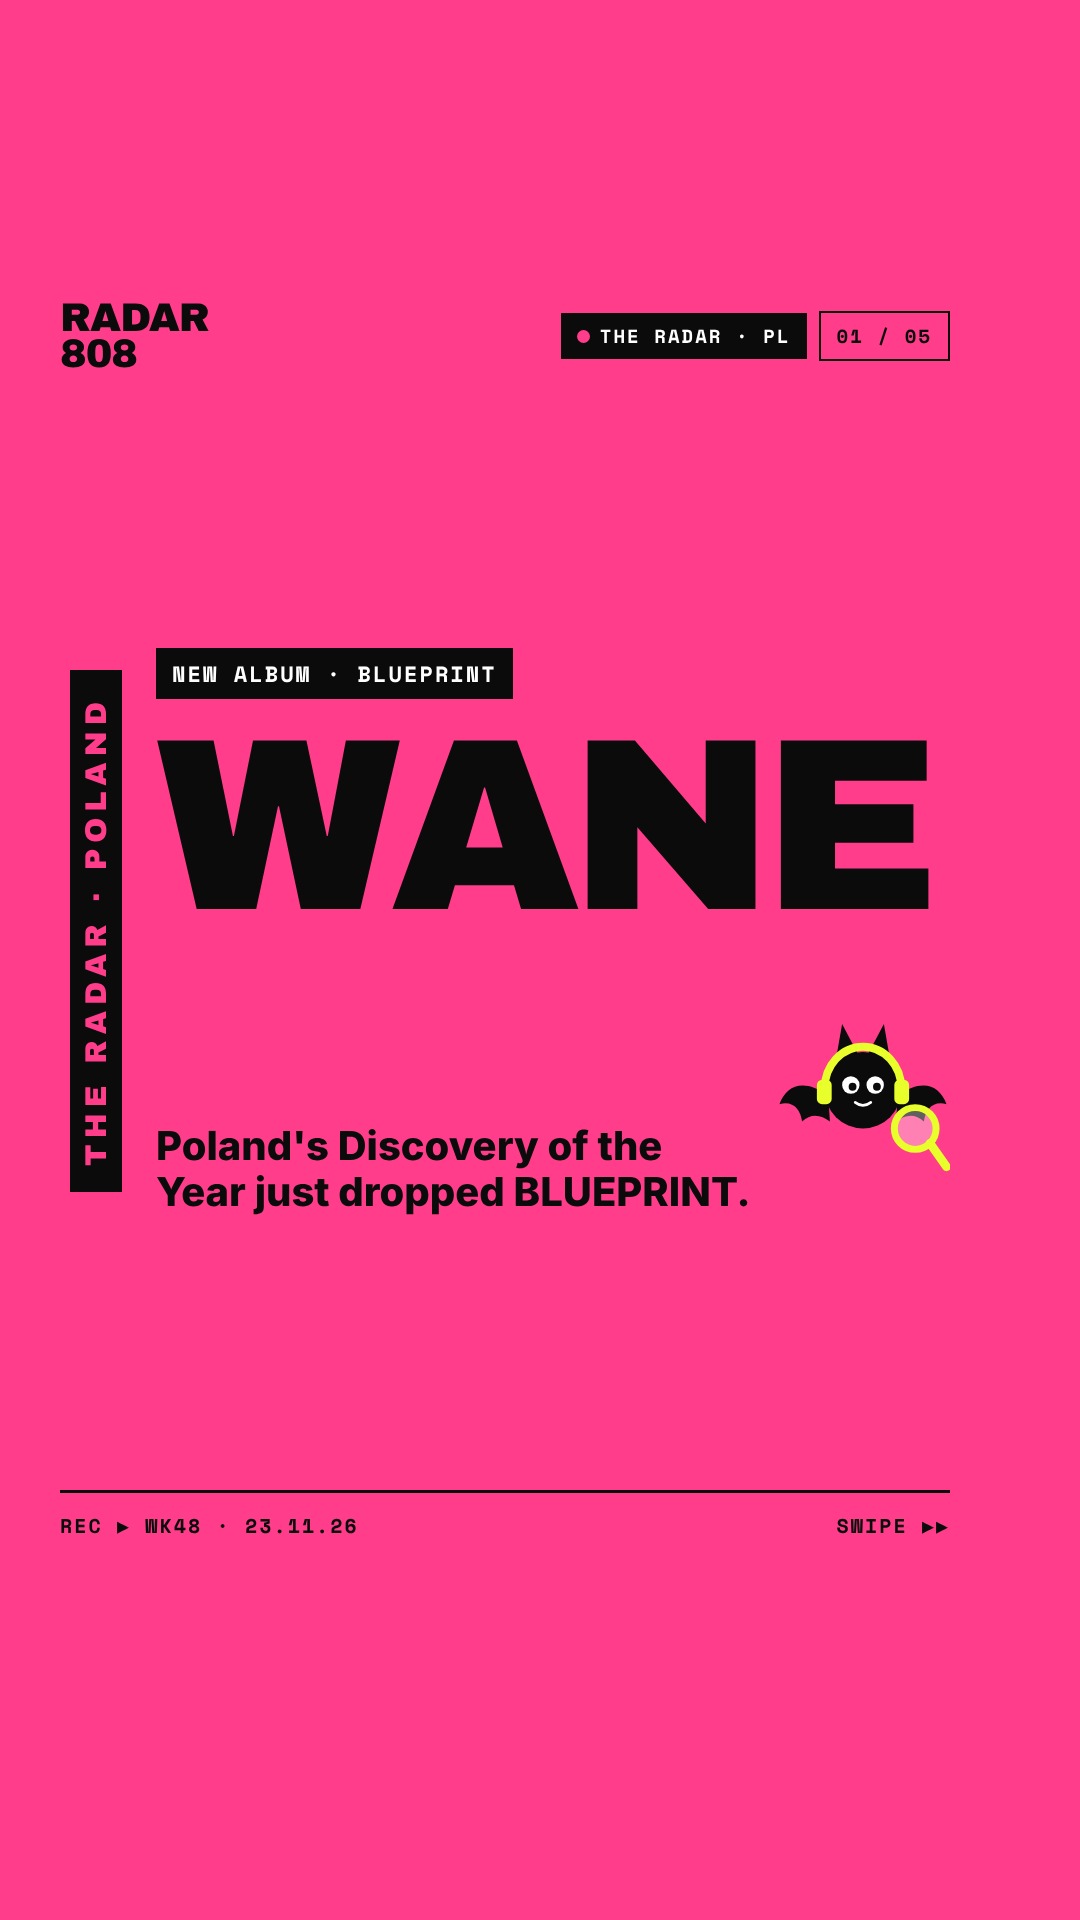 RADAR
808
THE RADAR · PL
01 / 05
NEW ALBUM · BLUEPRINT
WANE
THE RADAR · POLAND
Poland's Discovery of the
Year just dropped BLUEPRINT.
REC ▶ WK48 · 23.11.26
SWIPE ▶▶